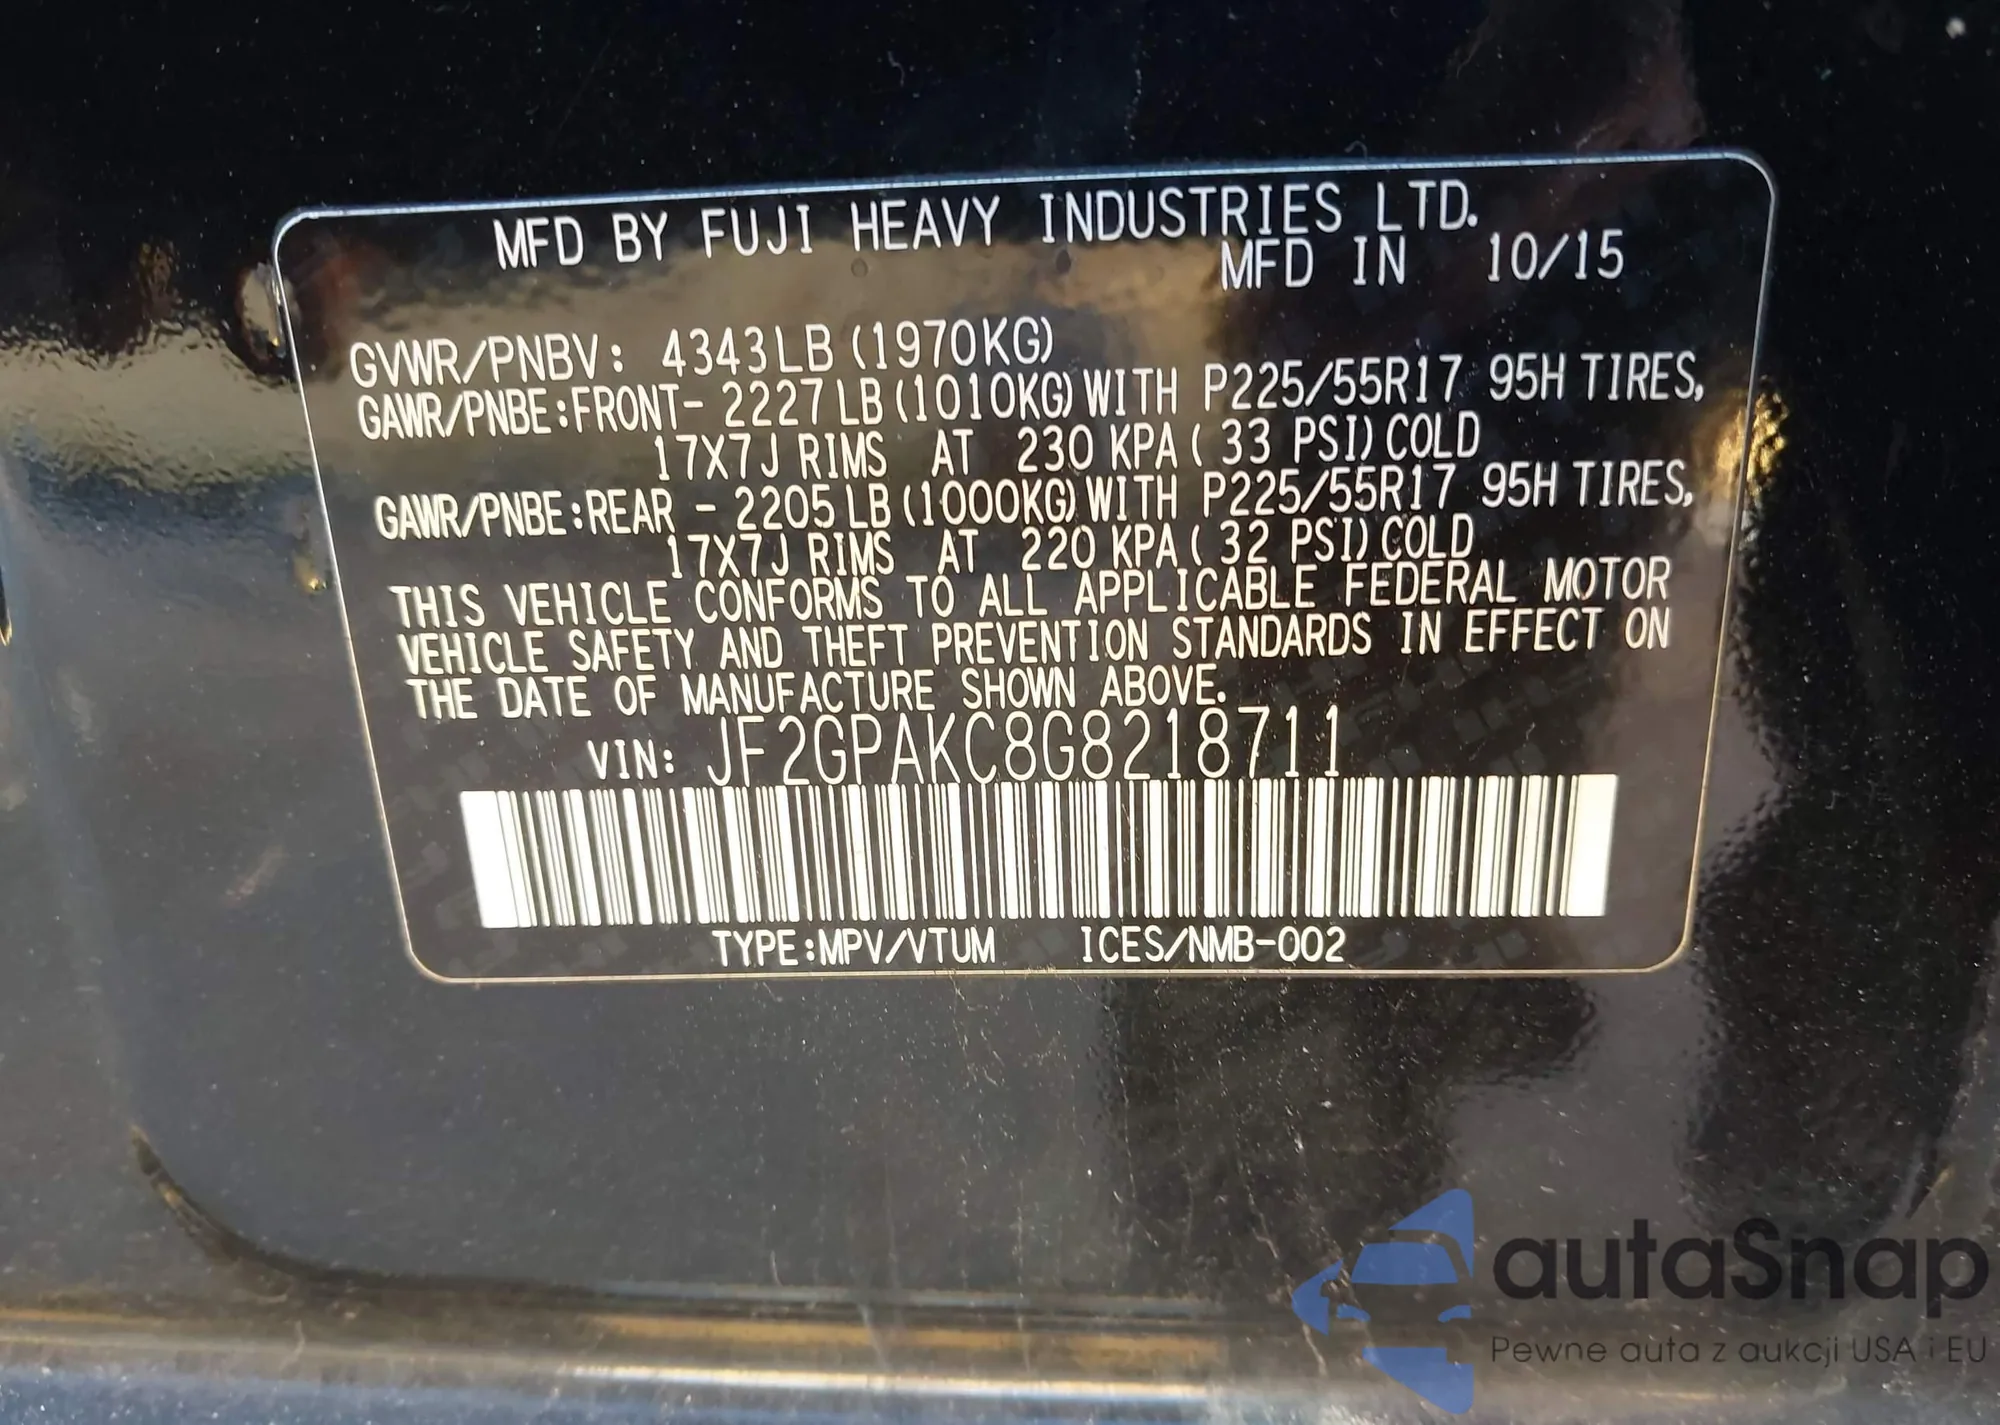 MFD BY FUJI HEAVY INDUSTRIES LTD.
MFD IN 10/15
GVWR/PNBV: 4343LB (1970KG)
GAWR/PNBE:FRONT- 2227LB (1010KG) WITH P225/55R17 95H TIRES,
17X7J RIMS AT 230 KPA( 33 PSI) COLD
GAWR/PNBE:REAR - 2205LB (1000KG) WITH P225/55R17 95H TIRES,
17X7J RIMS AT 220 KPA( 32 PSI) COLD
THIS VEHICLE CONFORMS TO ALL APPLICABLE FEDERAL MOTOR
VEHICLE SAFETY AND THEFT PREVENTION STANDARDS IN EFFECT ON
THE DATE OF MANUFACTURE SHOWN ABOVE.
VIN: JF2GPAKC8G8218711
TYPE:MPV/VTUM ICES/NMB-002
autaSnap
Pewne auta z aukcji USA i EU